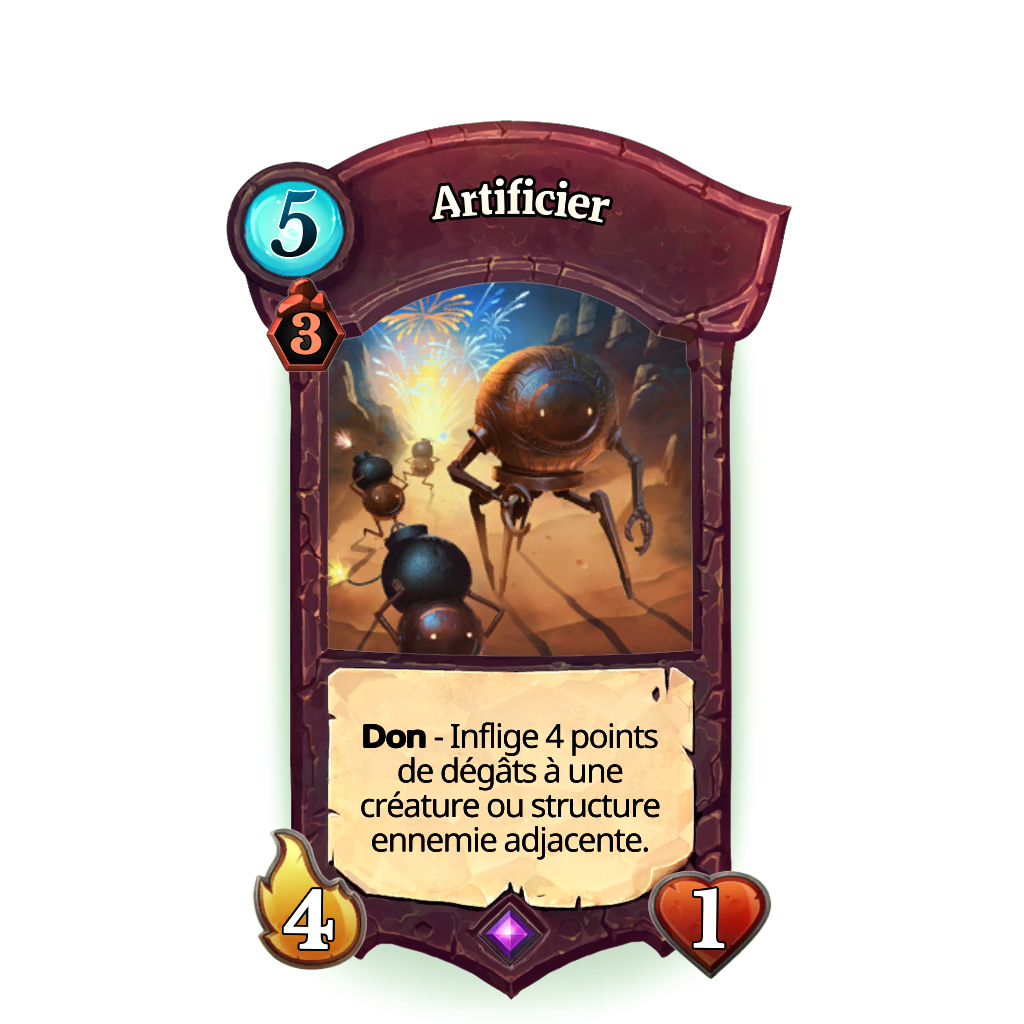 Artificier
5
3
Don - Inflige 4 points
de dégâts à une
créature ou structure
ennemie adjacente.
4
1